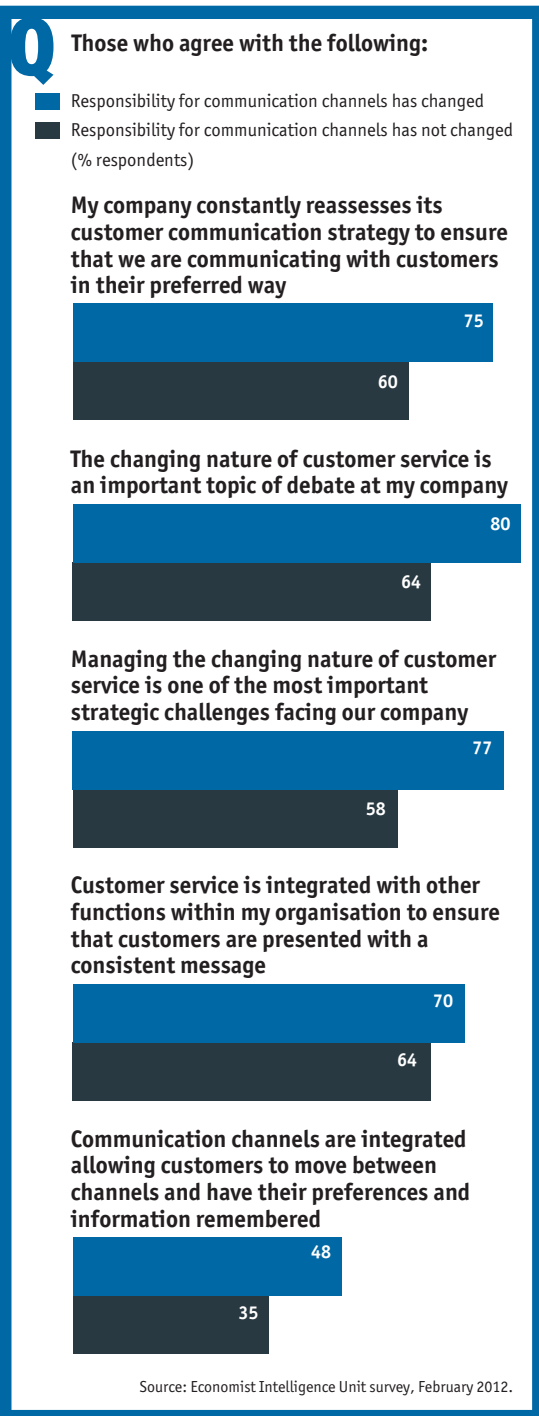 Q
Those who agree with the following:
Responsibility for communication channels has changed
Responsibility for communication channels has not changed
(% respondents)
My company constantly reassesses its
customer communication strategy to ensure
that we are communicating with customers
in their preferred way
75
60
The changing nature of customer service is
an important topic of debate at my company
80
64
Managing the changing nature of customer
service is one of the most important
strategic challenges facing our company
77
58
Customer service is integrated with other
functions within my organisation to ensure
that customers are presented with a
consistent message
70
64
Communication channels are integrated
allowing customers to move between
channels and have their preferences and
information remembered
48
35
Source: Economist Intelligence Unit survey, February 2012.